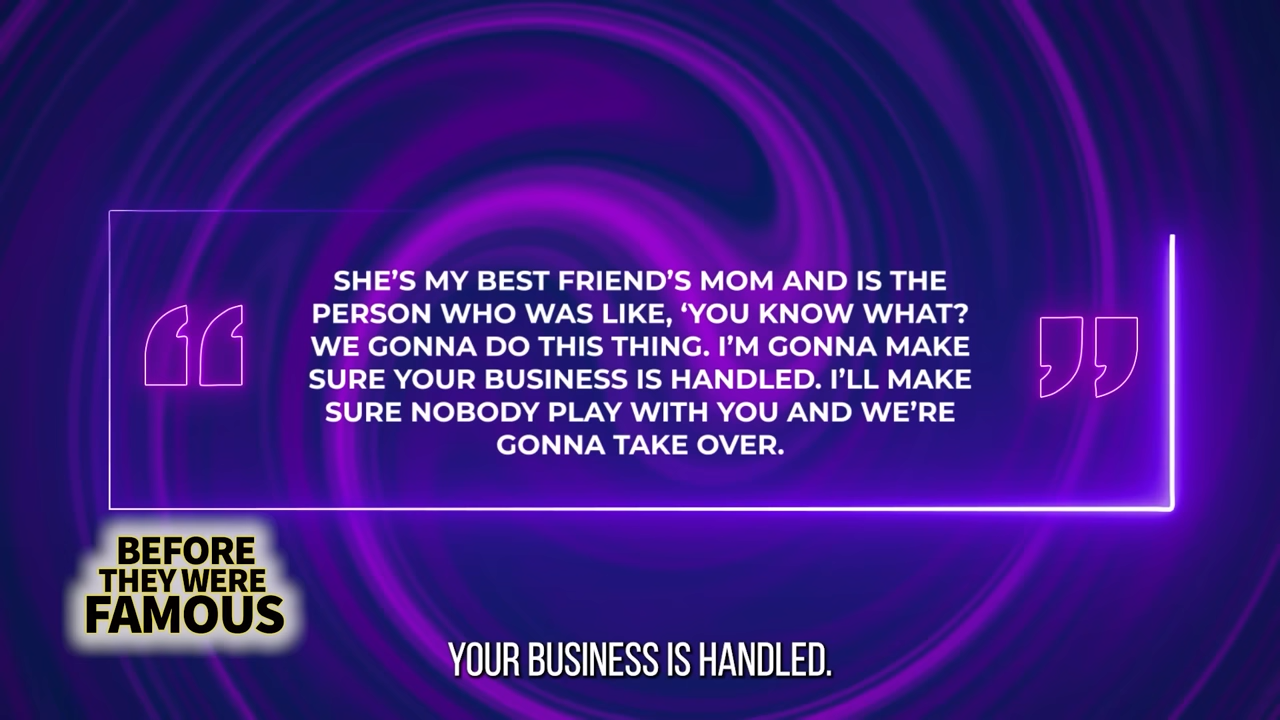 SHE’S MY BEST FRIEND’S MOM AND IS THE
PERSON WHO WAS LIKE, ‘YOU KNOW WHAT?
WE GONNA DO THIS THING. I’M GONNA MAKE
SURE YOUR BUSINESS IS HANDLED. I’LL MAKE
SURE NOBODY PLAY WITH YOU AND WE’RE
GONNA TAKE OVER.
BEFORE
THEY WERE
FAMOUS
YOUR BUSINESS IS HANDLED.